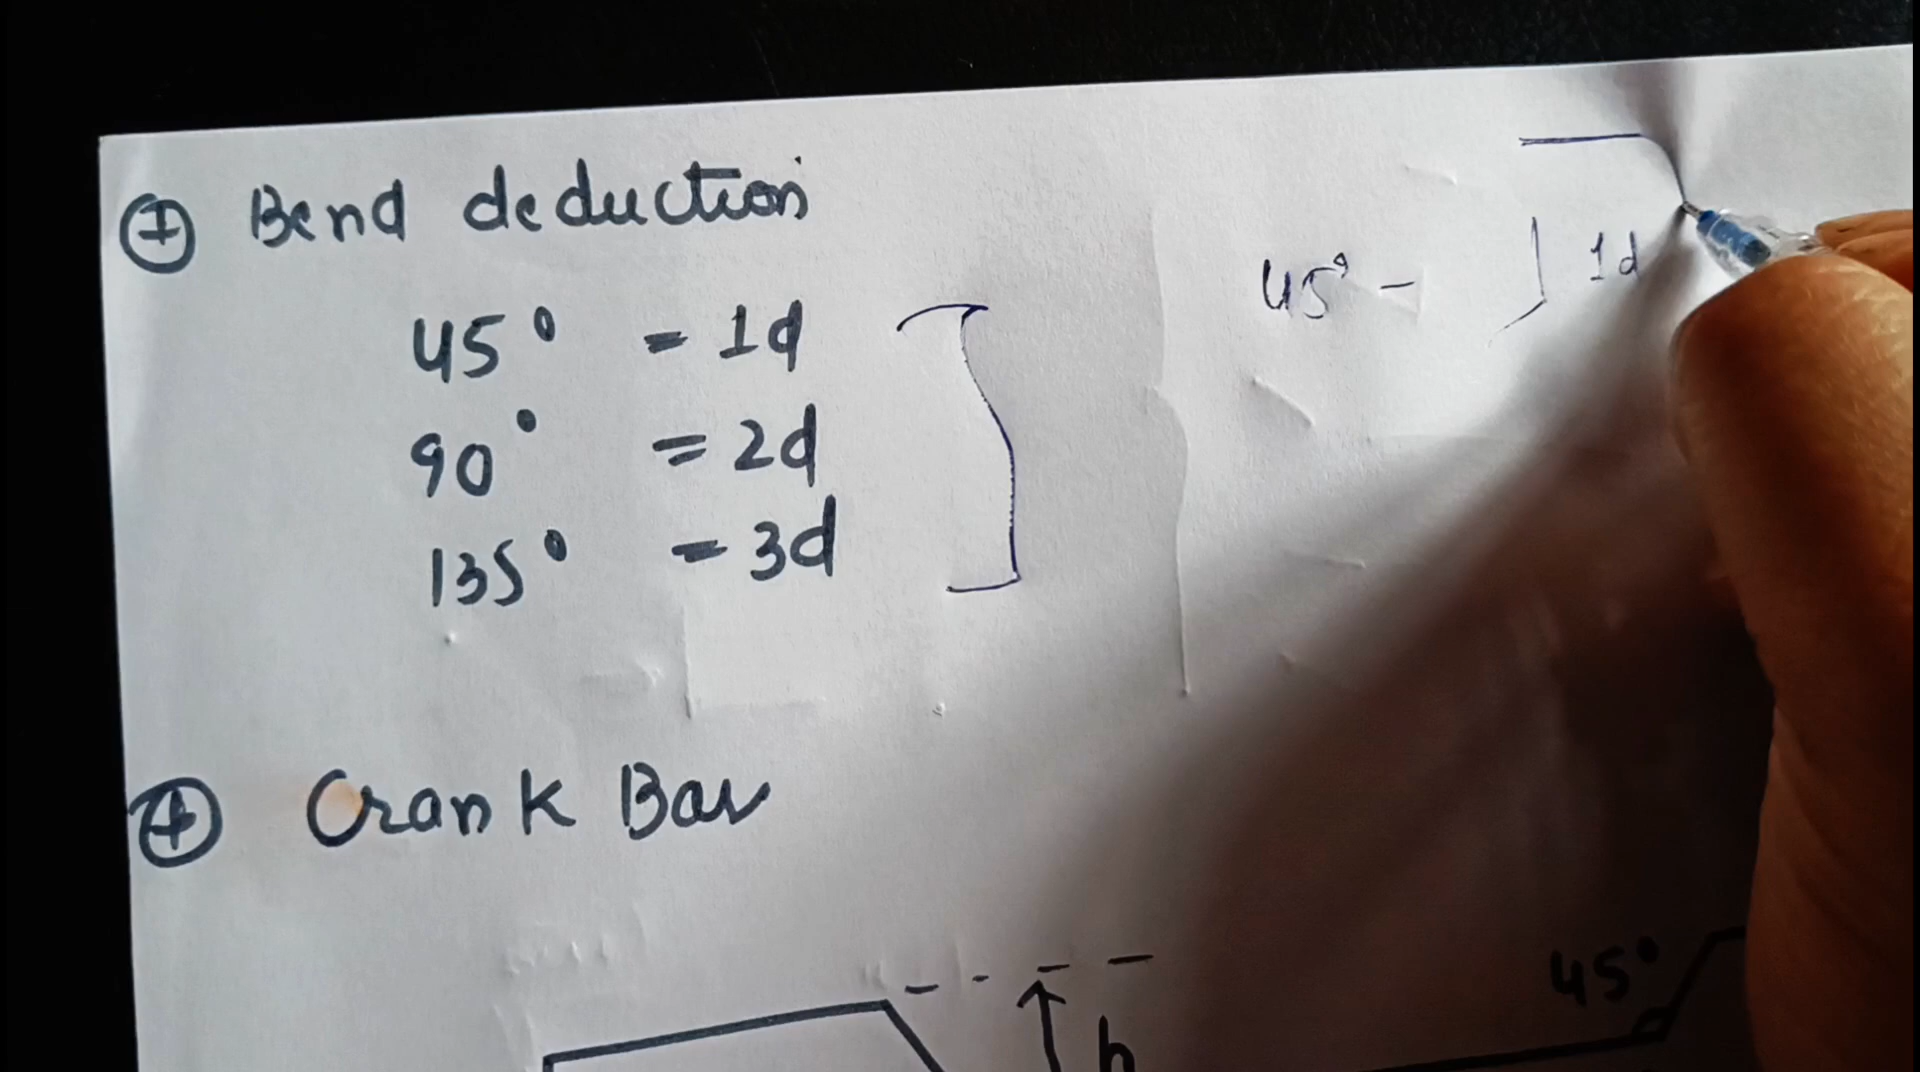 ⊕ Bend deduction
45° = 1d
90° = 2d
135° = 3d
45° - 1d
⊕ Crank Bar
45°
h